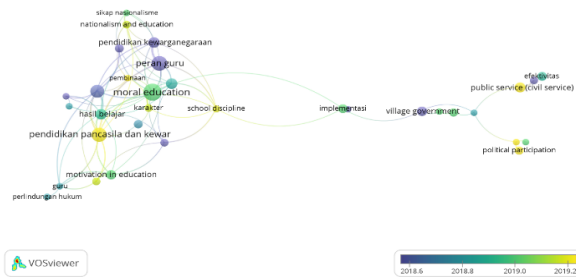 sikap nasionalisme
nationalism and education
pendidikan kewarganegaraan
peran guru
pembinaan
moral education
karakter
school discipline
hasil belajar
pendidikan pancasila dan kewar
motivation in education
guru
perlindungan hukum
implementasi
village government
efektivitas
public service (civil service)
political participation
VOSviewer
2018.6 2018.8 2019.0 2019.2